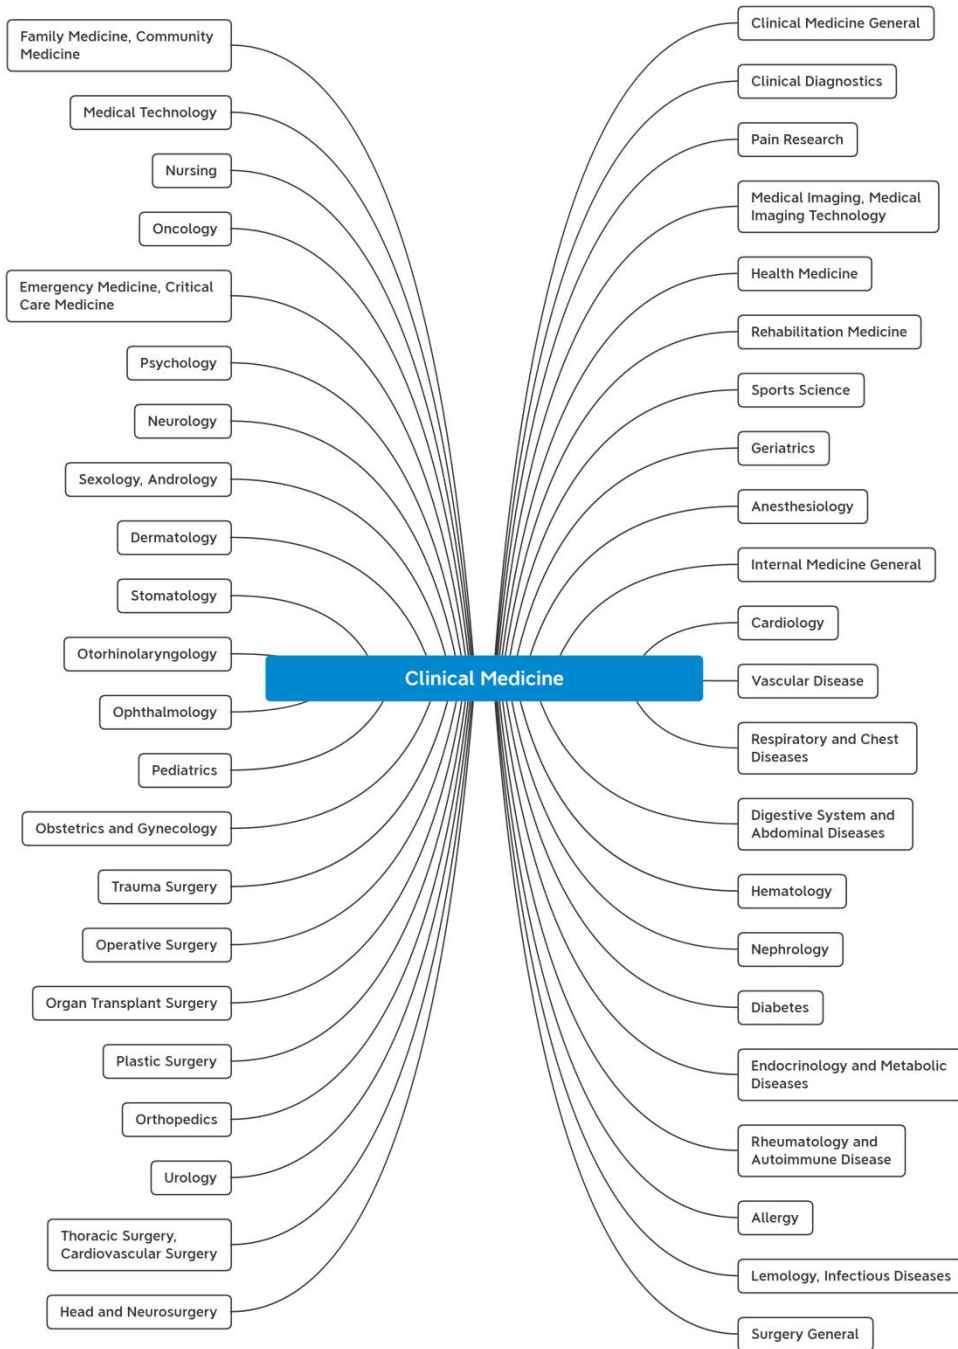 Family Medicine, Community
Medicine
Medical Technology
Nursing
Oncology
Emergency Medicine, Critical
Care Medicine
Psychology
Neurology
Sexology, Andrology
Dermatology
Stomatology
Otorhinolaryngology
Ophthalmology
Pediatrics
Obstetrics and Gynecology
Trauma Surgery
Operative Surgery
Organ Transplant Surgery
Plastic Surgery
Orthopedics
Urology
Thoracic Surgery,
Cardiovascular Surgery
Head and Neurosurgery
Clinical Medicine
Clinical Medicine General
Clinical Diagnostics
Pain Research
Medical Imaging, Medical
Imaging Technology
Health Medicine
Rehabilitation Medicine
Sports Science
Geriatrics
Anesthesiology
Internal Medicine General
Cardiology
Vascular Disease
Respiratory and Chest
Diseases
Digestive System and
Abdominal Diseases
Hematology
Nephrology
Diabetes
Endocrinology and Metabolic
Diseases
Rheumatology and
Autoimmune Disease
Allergy
Lemology, Infectious Diseases
Surgery General